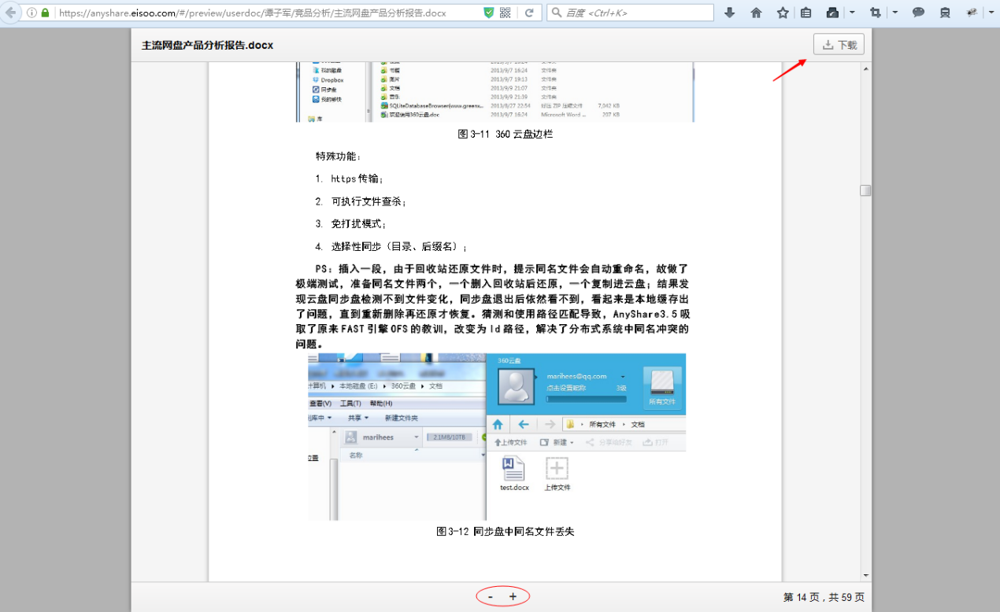 https://anyshare.eisoo.com/#/preview/userdoc/谭子军/竞品分析/主流网盘产品分析报告.docx
百度 <Ctrl+K>
主流网盘产品分析报告.docx
下载
我的酷盘
书籍 2013/9/7 16:24 文件夹
Dropbox
图片 2013/9/7 19:13 文件夹
同步盘
文档 2013/9/9 21:07 文件夹
我的够快
音乐 2013/9/9 21:39 文件夹
SQLiteDatabaseBrowser(www.greenx... 2013/8/27 22:54 好压 ZIP 压缩文件 7,042 KB
欢迎使用360云盘.doc 2013/9/7 16:24 Microsoft Word ... 207 KB
库
图 3-11 360 云盘边栏
特殊功能：
1. https 传输；
2. 可执行文件查杀；
3. 免打扰模式；
4. 选择性同步（目录、后缀名）；
PS：插入一段，由于回收站还原文件时，提示同名文件会自动重命名，故做了
极端测试，准备同名文件两个，一个删入回收站后还原，一个复制进云盘；结果发
现云盘同步盘检测不到文件变化，同步盘退出后依然看不到，看起来是本地缓存出
了问题，直到重新删除再还原才恢复。猜测和使用路径匹配导致，AnyShare3.5 吸
取了原来 FAST 引擎 OFS 的教训，改变为 Id 路径，解决了分布式系统中同名冲突的
问题。
计算机 本地磁盘 (E:) 360云盘 文档
查看(V) 工具(T) 帮助(H)
共享 新建文件夹
marihees 2.1MB/10TB
位置
名称
360云盘
marihees@qq.com
点击设置昵称 3级
所有文件
所有文件 文档
上传文件 新建 分享给好友 打开
test.docx 上传文件
图 3-12 同步盘中同名文件丢失
- +
第 14 页 , 共 59 页